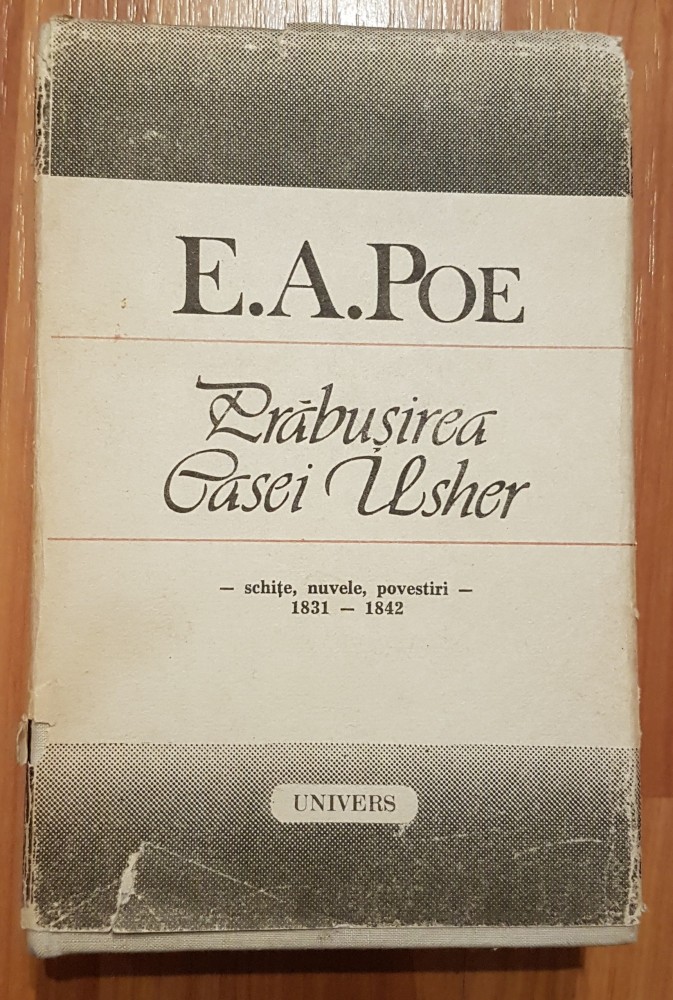 E.A.POE
Prăbușirea
Casei Usher
— schițe, nuvele, povestiri —
1831 — 1842
UNIVERS